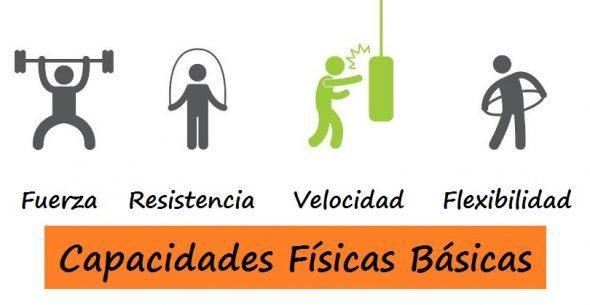 Fuerza Resistencia Velocidad Flexibilidad
Capacidades Físicas Básicas